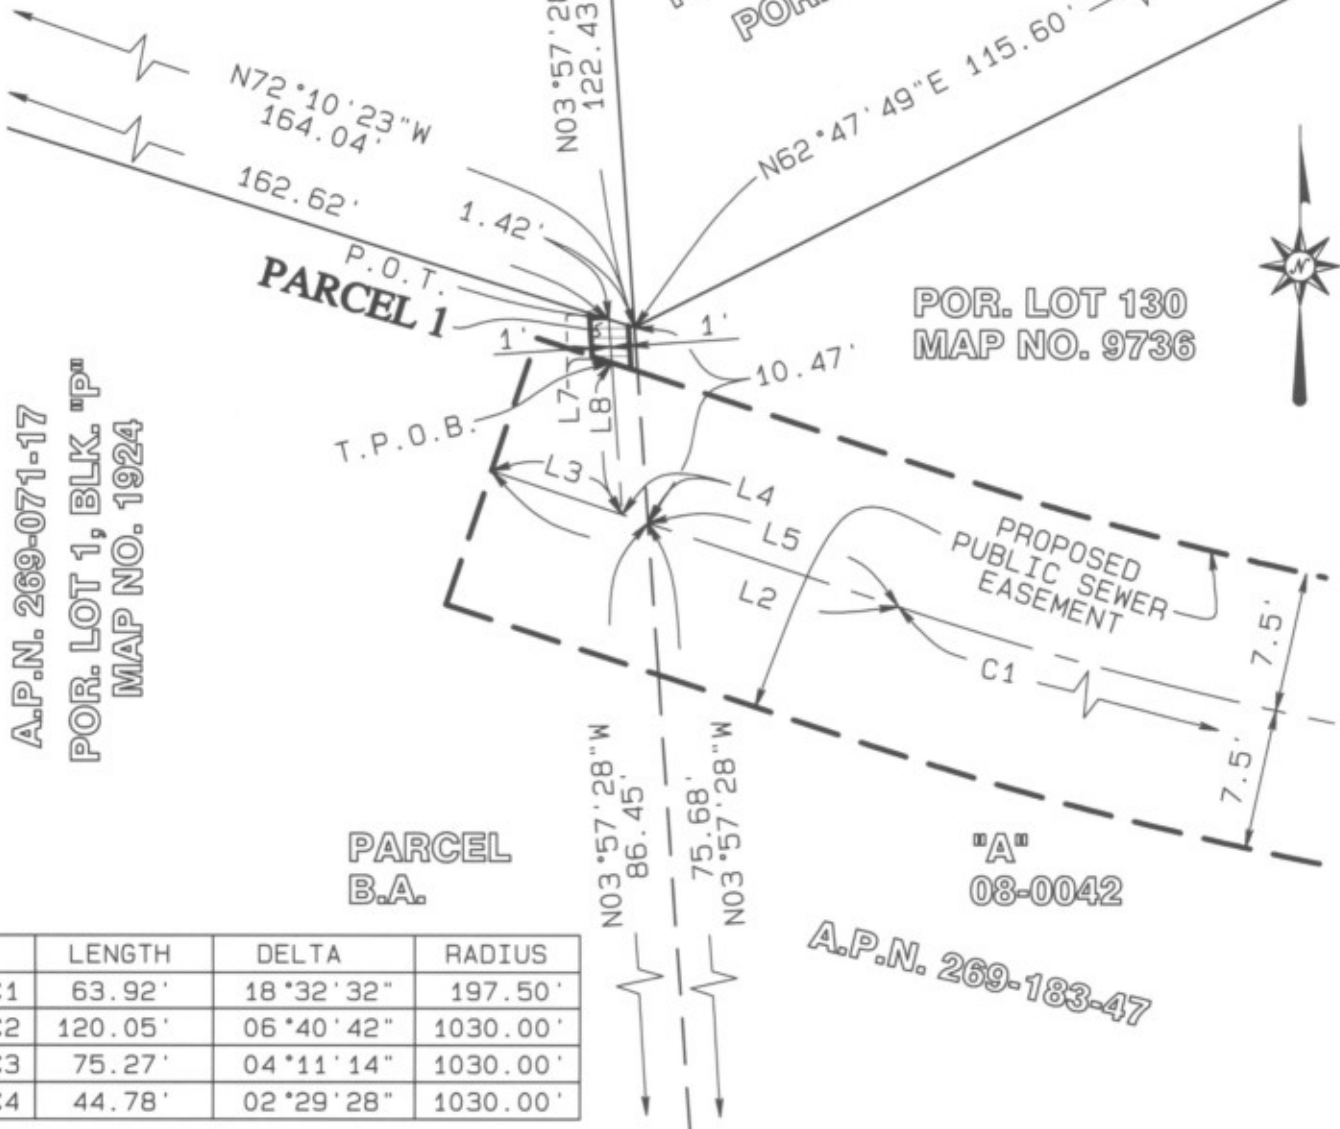 N03°57'28
122.43
POR.
N62°47'49"E 115.60'
N72°10'23"W
164.04'
162.62'
1.42'
P.O.T.
PARCEL 1
1'
1'
10.47'
POR. LOT 130
MAP NO. 9736
N
L7
L8
T.P.O.B.
L3
L4
L5
L2
PROPOSED
PUBLIC SEWER
EASEMENT
C1
7.5'
7.5'
A.P.N. 269-071-17
POR. LOT 1, BLK. "P"
MAP NO. 1924
N03°57'28"W
86.45'
75.68'
N03°57'28"W
PARCEL
B.A.
"A"
08-0042
A.P.N. 269-183-47
LENGTH DELTA RADIUS
1 63.92' 18°32'32" 197.50'
2 120.05' 06°40'42" 1030.00'
3 75.27' 04°11'14" 1030.00'
4 44.78' 02°29'28" 1030.00'